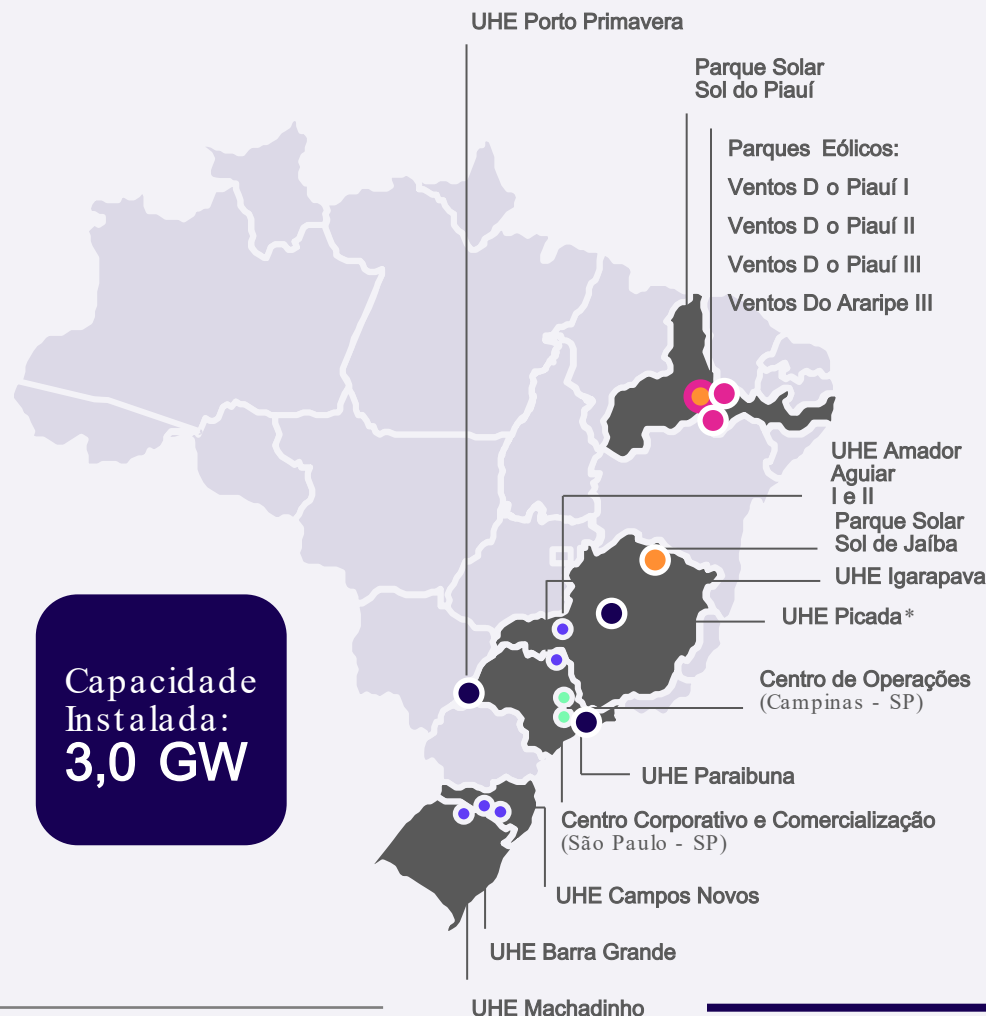 UHE Porto Primavera
Parque Solar
Sol do Piauí
Parques Eólicos:
Ventos D o Piauí I
Ventos D o Piauí II
Ventos D o Piauí III
Ventos Do Araripe III
UHE Amador
Aguiar
I e II
Parque Solar
Sol de Jaíba
UHE Igarapava
UHE Picada*
Capacidade
Instalada:
3,0 GW
Centro de Operações
(Campinas - SP)
UHE Paraibuna
Centro Corporativo e Comercialização
(São Paulo - SP)
UHE Campos Novos
UHE Barra Grande
UHE Machadinho